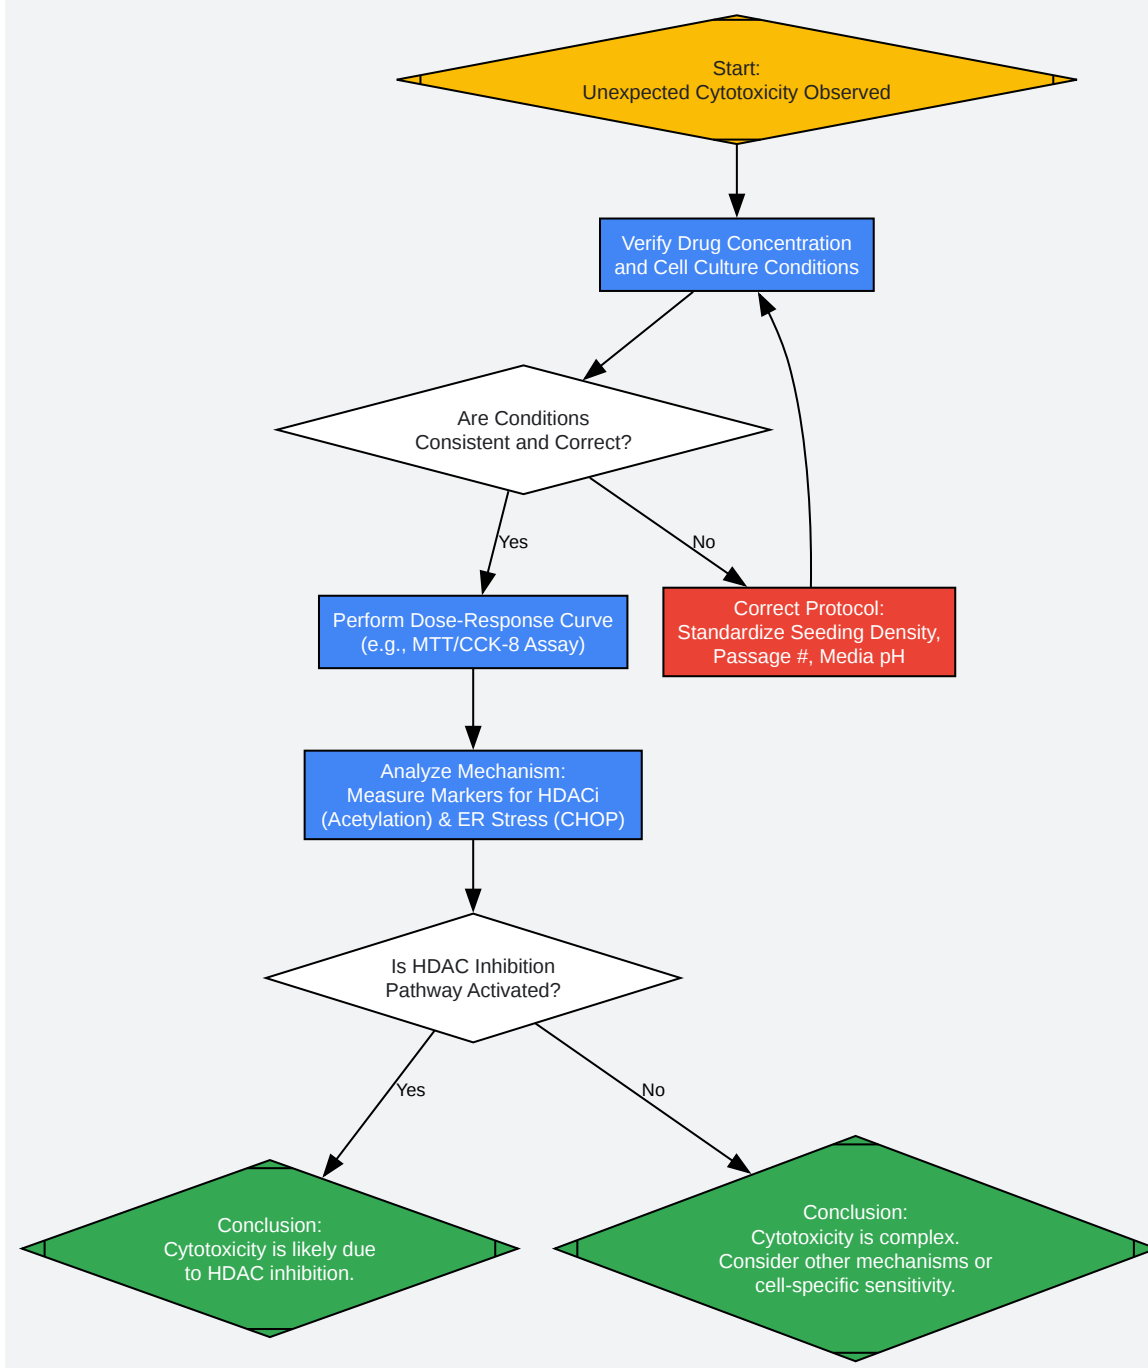 Start:
Unexpected Cytotoxicity Observed
Verify Drug Concentration
and Cell Culture Conditions
Are Conditions
Consistent and Correct?
Yes
No
Perform Dose-Response Curve
(e.g., MTT/CCK-8 Assay)
Correct Protocol:
Standardize Seeding Density,
Passage #, Media pH
Analyze Mechanism:
Measure Markers for HDACi
(Acetylation) & ER Stress (CHOP)
Is HDAC Inhibition
Pathway Activated?
Yes
No
Conclusion:
Cytotoxicity is likely due
to HDAC inhibition.
Conclusion:
Cytotoxicity is complex.
Consider other mechanisms or
cell-specific sensitivity.